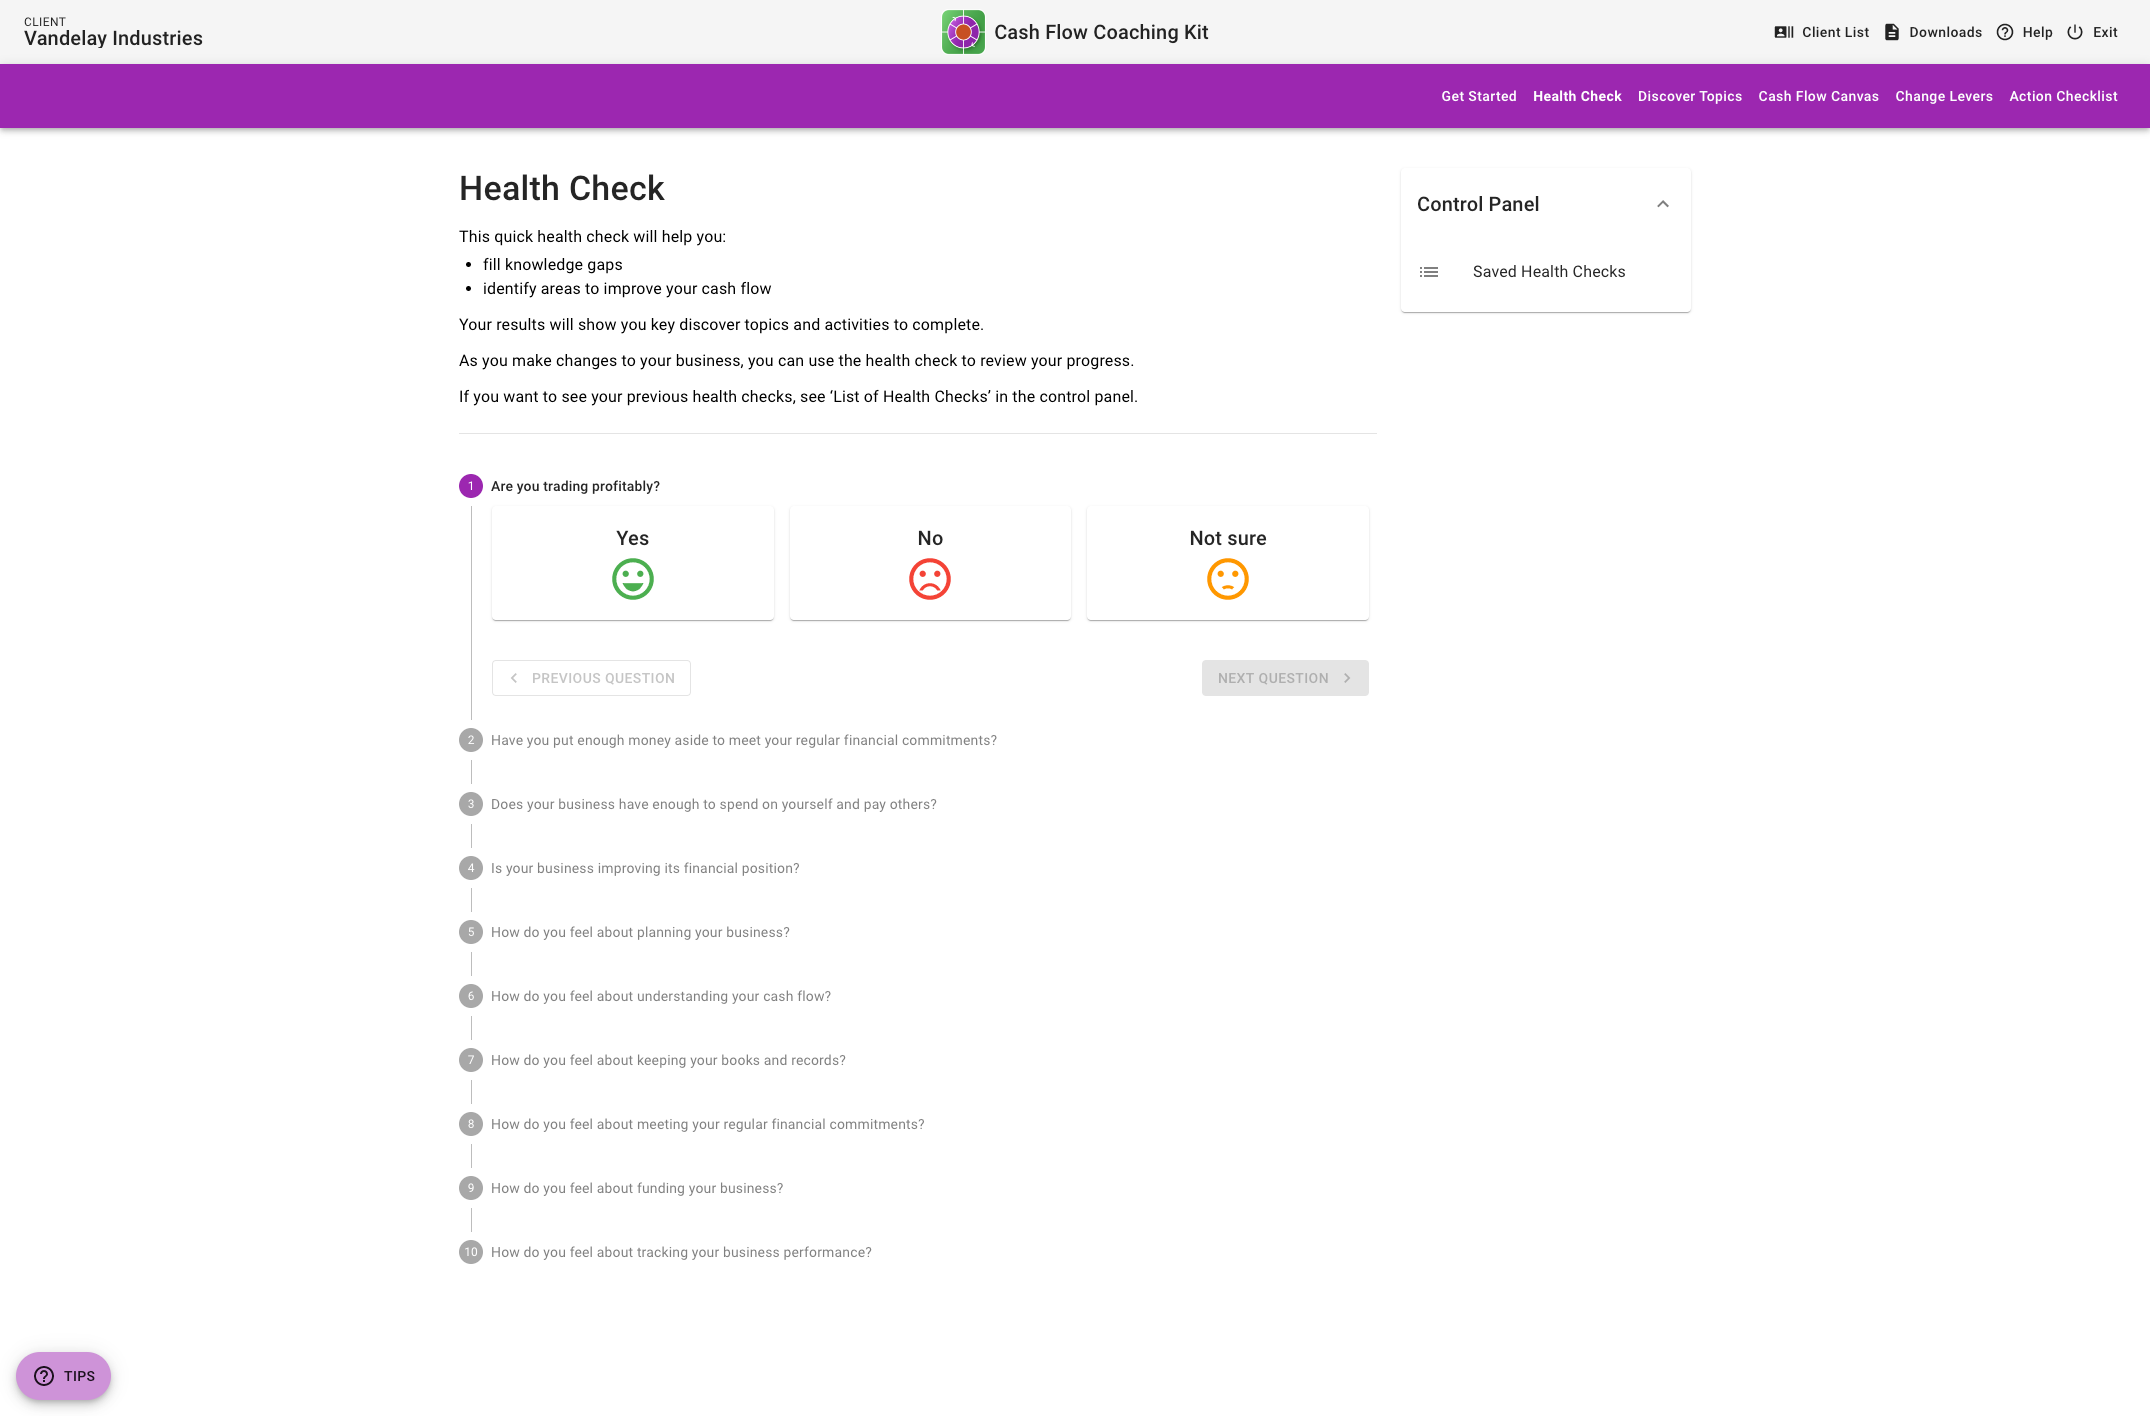 CLIENT
Vandelay Industries
Cash Flow Coaching Kit
Client List
Downloads
Help
Exit
Get Started
Health Check
Discover Topics
Cash Flow Canvas
Change Levers
Action Checklist
Health Check
This quick health check will help you:
• fill knowledge gaps
• identify areas to improve your cash flow
Your results will show you key discover topics and activities to complete.
As you make changes to your business, you can use the health check to review your progress.
If you want to see your previous health checks, see ‘List of Health Checks’ in the control panel.
Control Panel
Saved Health Checks
1 Are you trading profitably?
Yes
No
Not sure
PREVIOUS QUESTION
NEXT QUESTION
2 Have you put enough money aside to meet your regular financial commitments?
3 Does your business have enough to spend on yourself and pay others?
4 Is your business improving its financial position?
5 How do you feel about planning your business?
6 How do you feel about understanding your cash flow?
7 How do you feel about keeping your books and records?
8 How do you feel about meeting your regular financial commitments?
9 How do you feel about funding your business?
10 How do you feel about tracking your business performance?
TIPS